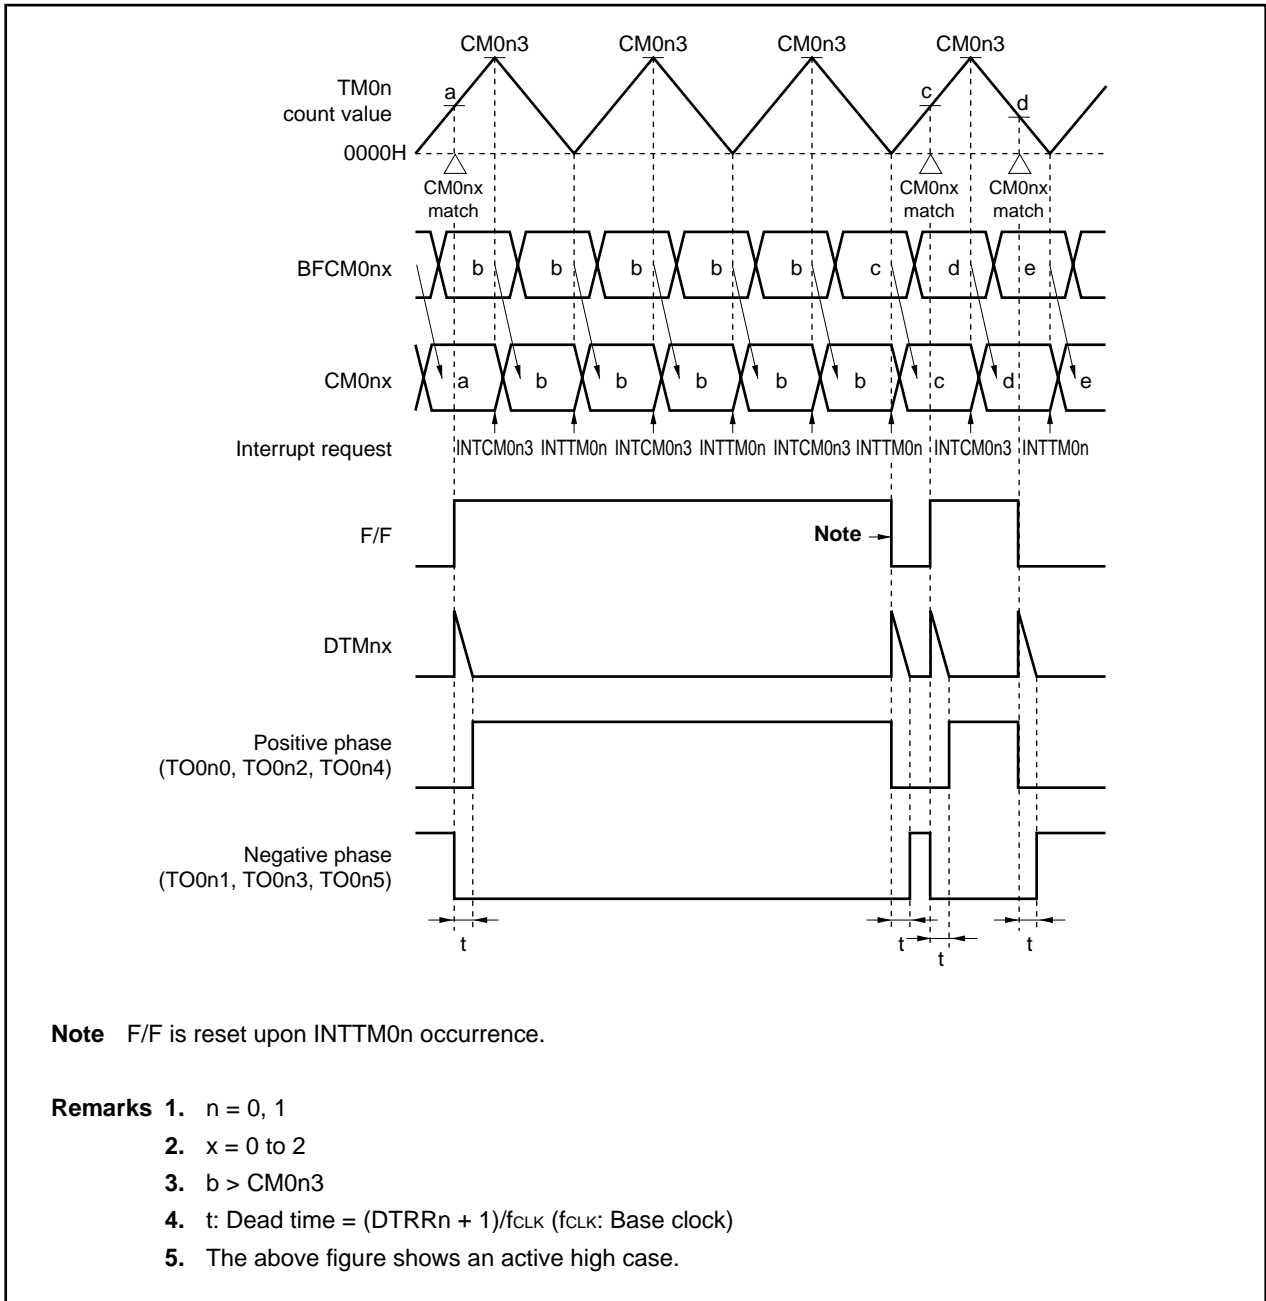 CM0n3 CM0n3 CM0n3 CM0n3
TM0n
count value
a c d
0000H
CM0nx
match
CM0nx
match
CM0nx
match
BFCM0nx b b b b b c d e
CM0nx a b b b b b c d e
Interrupt request INTCM0n3 INTTM0n INTCM0n3 INTTM0n INTCM0n3 INTTM0n INTCM0n3 INTTM0n
F/F Note
DTMnx
Positive phase
(TO0n0, TO0n2, TO0n4)
Negative phase
(TO0n1, TO0n3, TO0n5)
t t t t
Note F/F is reset upon INTTM0n occurrence.
Remarks 1. n = 0, 1
2. x = 0 to 2
3. b > CM0n3
4. t: Dead time = (DTRRn + 1)/fCLK (fCLK: Base clock)
5. The above figure shows an active high case.